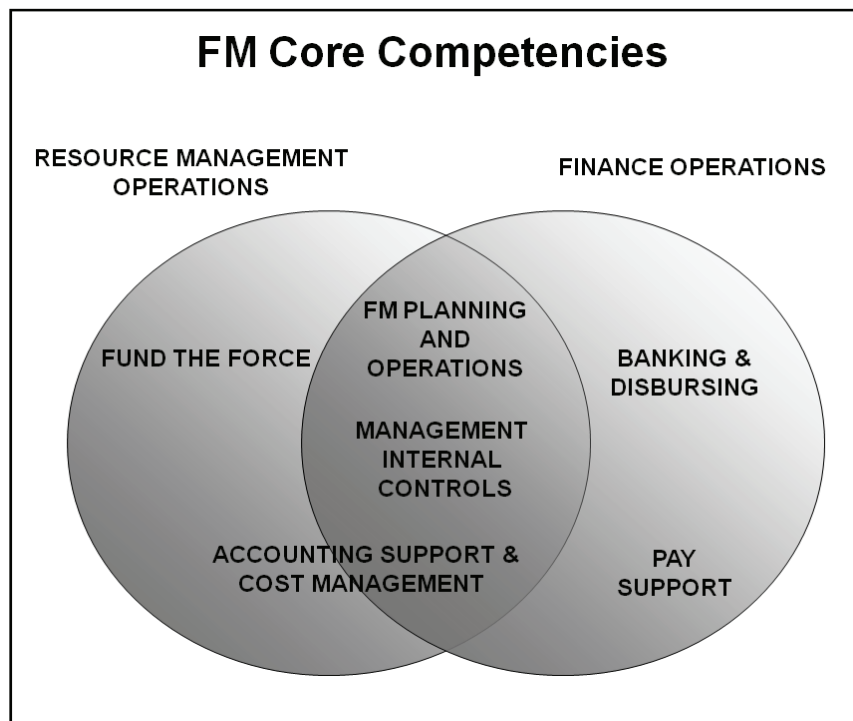 FM Core Competencies
RESOURCE MANAGEMENT
OPERATIONS
FINANCE OPERATIONS
FUND THE FORCE
FM PLANNING
AND
OPERATIONS
BANKING &
DISBURSING
MANAGEMENT
INTERNAL
CONTROLS
ACCOUNTING SUPPORT &
COST MANAGEMENT
PAY
SUPPORT